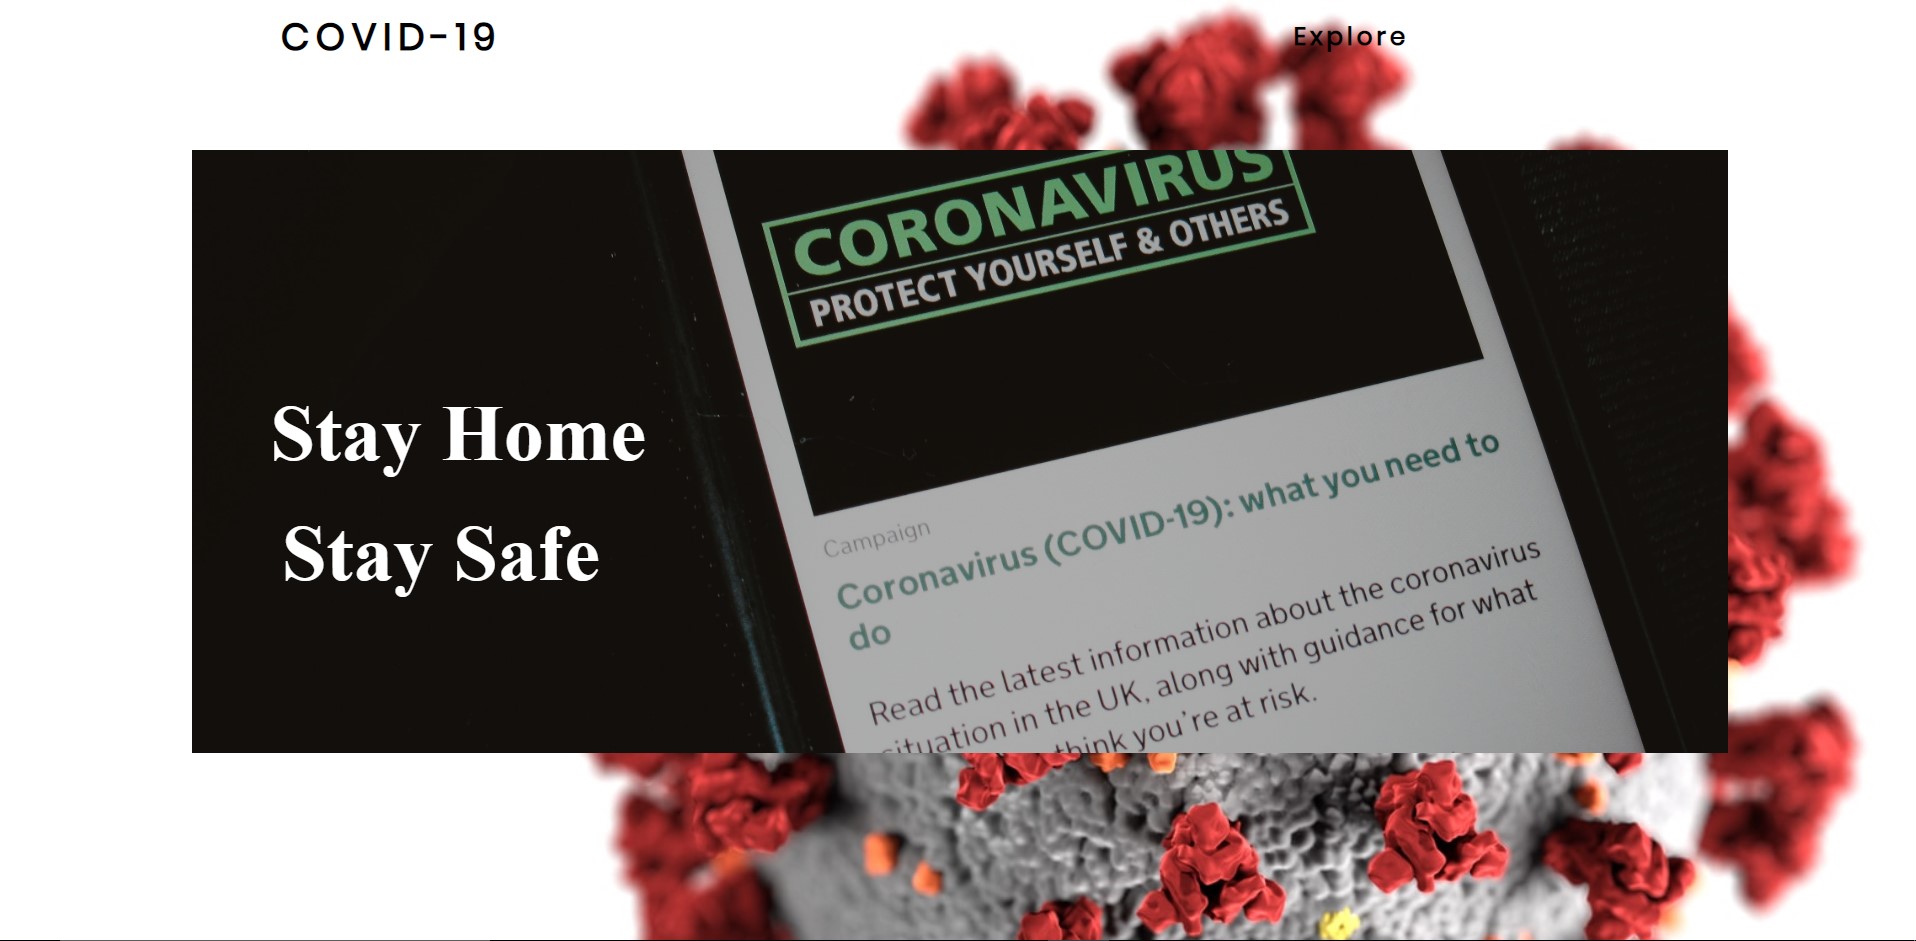 COVID-19
Explore
CORONAVIRUS
PROTECT YOURSELF & OTHERS
Stay Home
Stay Safe
Campaign
Coronavirus (COVID-19): what you need to
do
Read the latest information about the coronavirus
situation in the UK, along with guidance for what
think you're at risk.